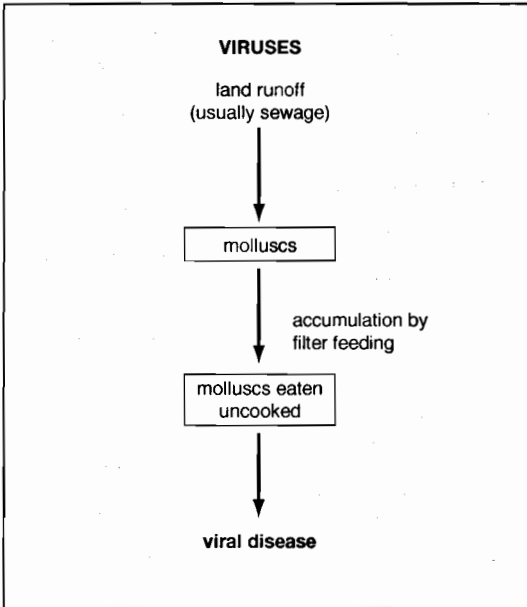 VIRUSES
land runoff
(usually sewage)
molluscs
accumulation by
filter feeding
molluscs eaten
uncooked
viral disease